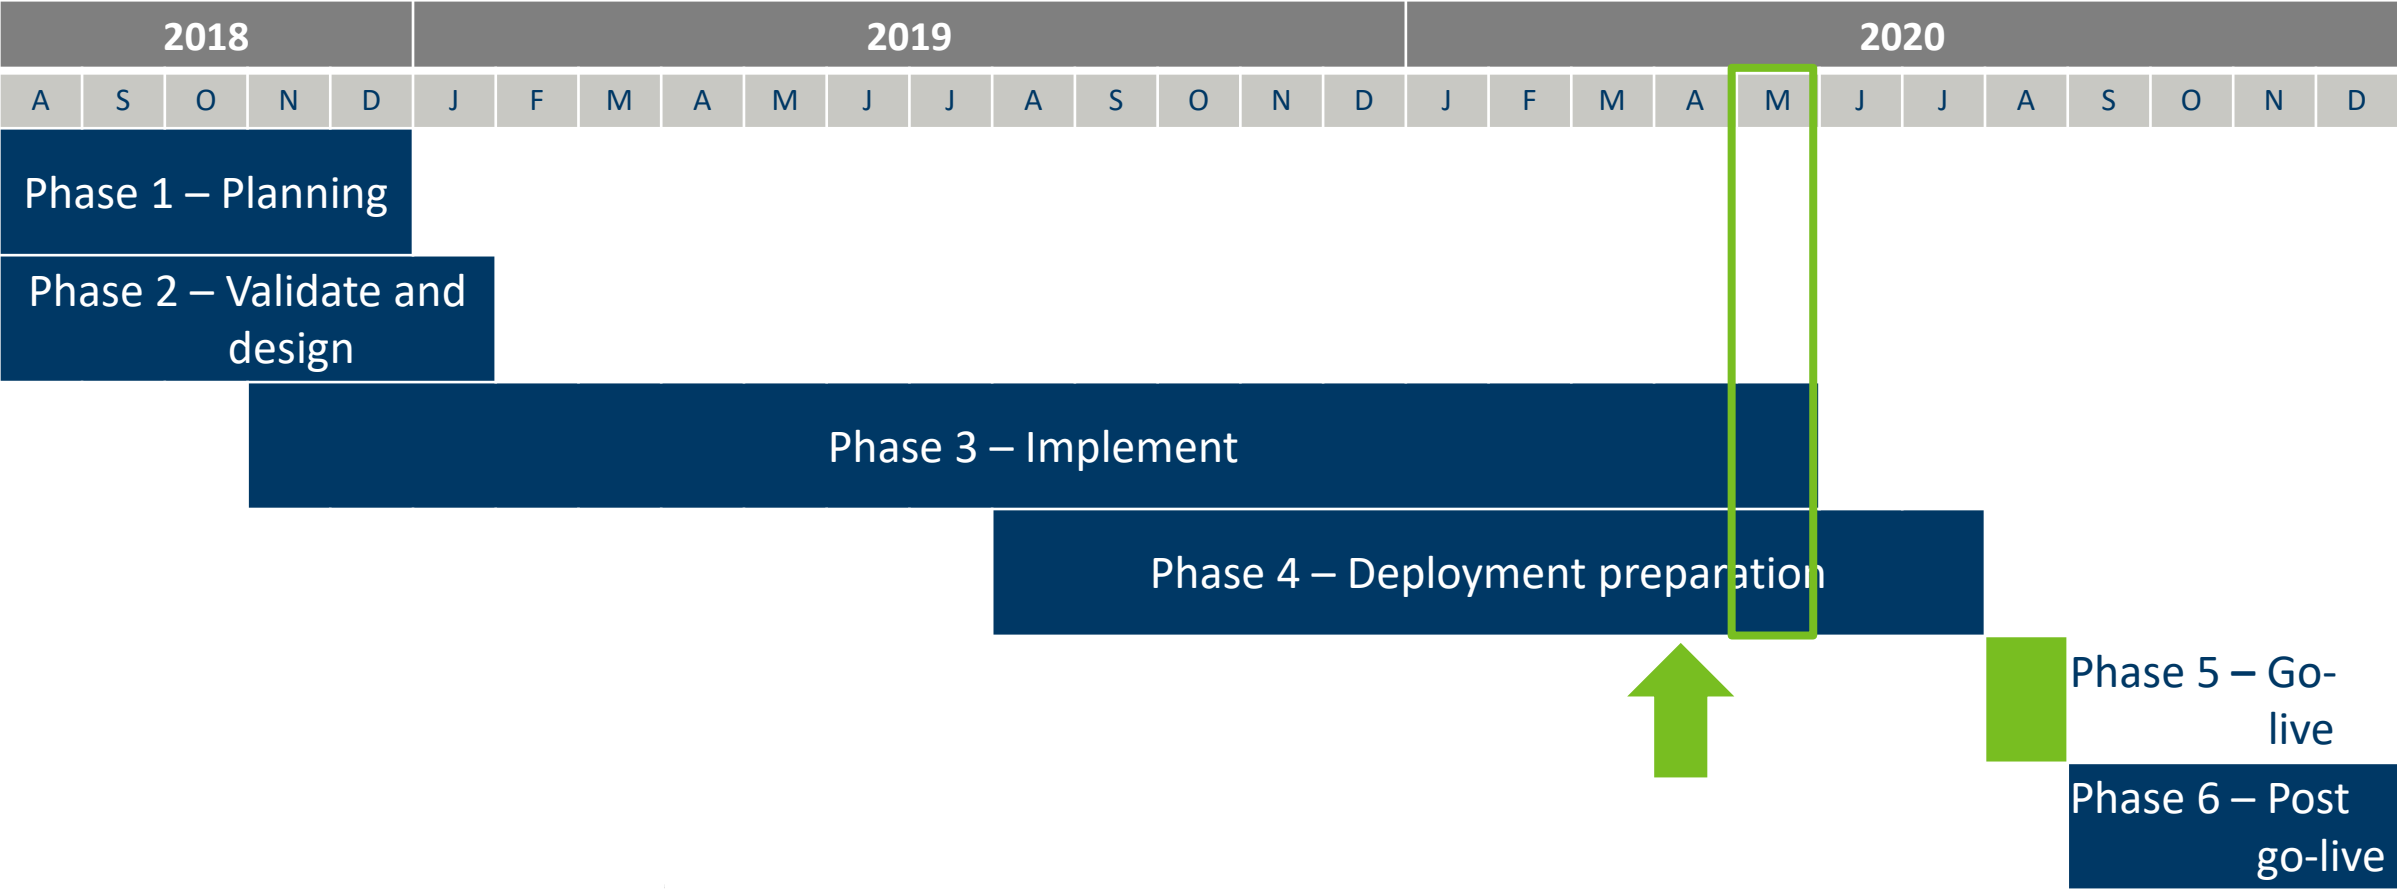 2018 2019 2020
A S O N D J F M A M J J A S O N D J F M A M J J A S O N D
Phase 1 – Planning
Phase 2 – Validate and
design
Phase 3 – Implement
Phase 4 – Deployment preparation
Phase 5 – Go-
live
Phase 6 – Post
go-live